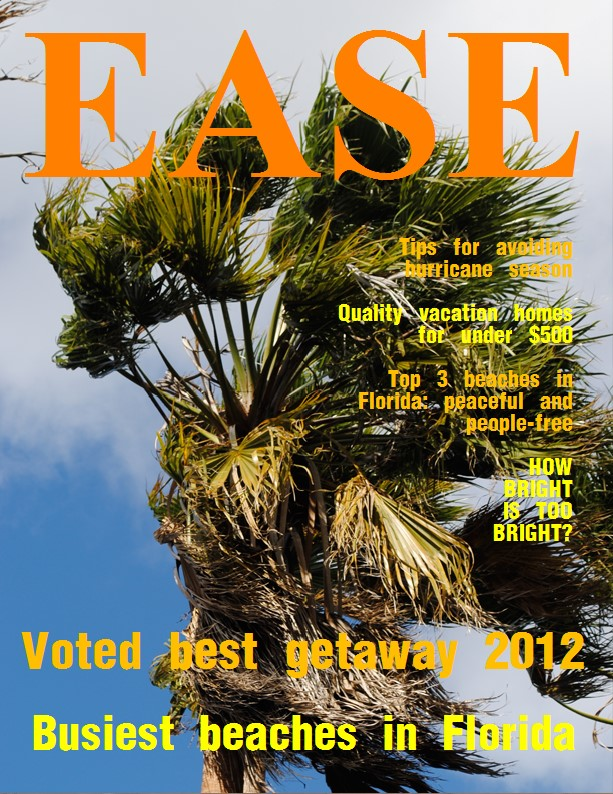 EASE
Tips for avoiding
hurricane season
Quality vacation homes
for under $500
Top 3 beaches in
Florida: peaceful and
people-free
HOW
BRIGHT
IS TOO
BRIGHT?
Voted best getaway 2012
Busiest beaches in Florida